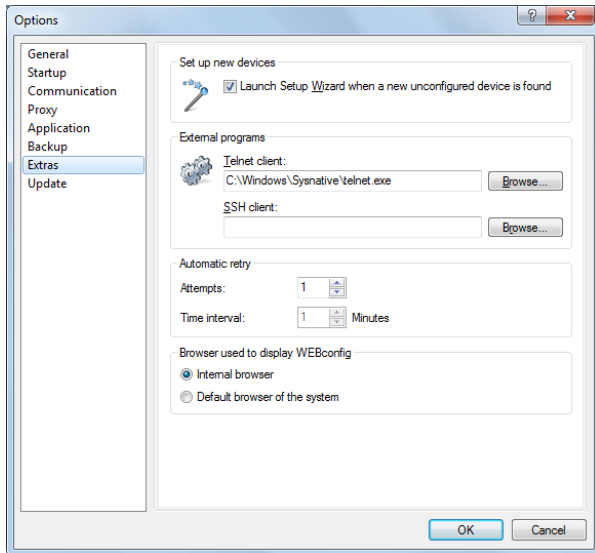 Options
General
Startup
Communication
Proxy
Application
Backup
Extras
Update
Set up new devices
Launch Setup Wizard when a new unconfigured device is found
External programs
Telnet client:
C:\Windows\Sysnative\telnet.exe
Browse...
SSH client:
Browse...
Automatic retry
Attempts: 1
Time interval: 1 Minutes
Browser used to display WEBconfig
Internal browser
Default browser of the system
OK Cancel